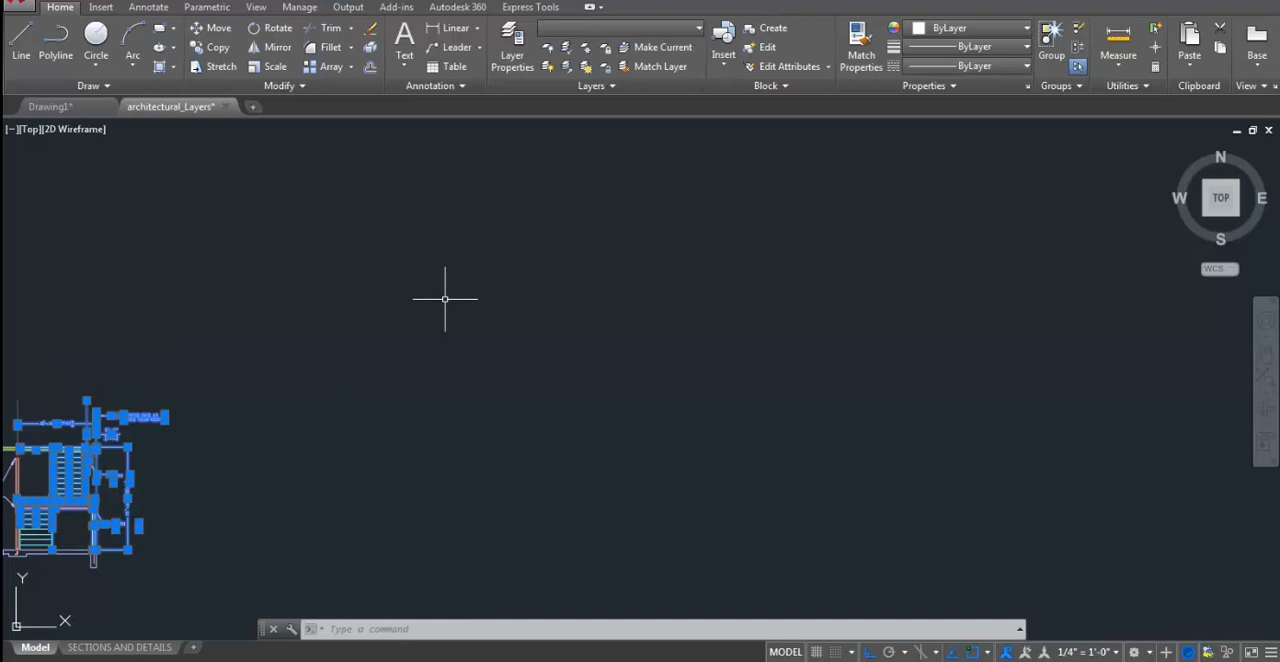 Home Insert Annotate Parametric View Manage Output Add-ins Autodesk 360 Express Tools
Line Polyline Circle Arc Move Rotate Trim Text Linear Layer Properties Insert Create Match Properties ByLayer Group Measure Paste Base
Copy Mirror Fillet Leader Make Current Edit ByLayer
Stretch Scale Array Table Match Layer Edit Attributes ByLayer
Draw Modify Annotation Layers Block Properties Groups Utilities Clipboard View
Drawing1* architectural_Layers*
[−][Top][2D Wireframe]
N
W TOP E
S
WCS
Y
X
Type a command
Model SECTIONS AND DETAILS MODEL 1/4" = 1'-0"